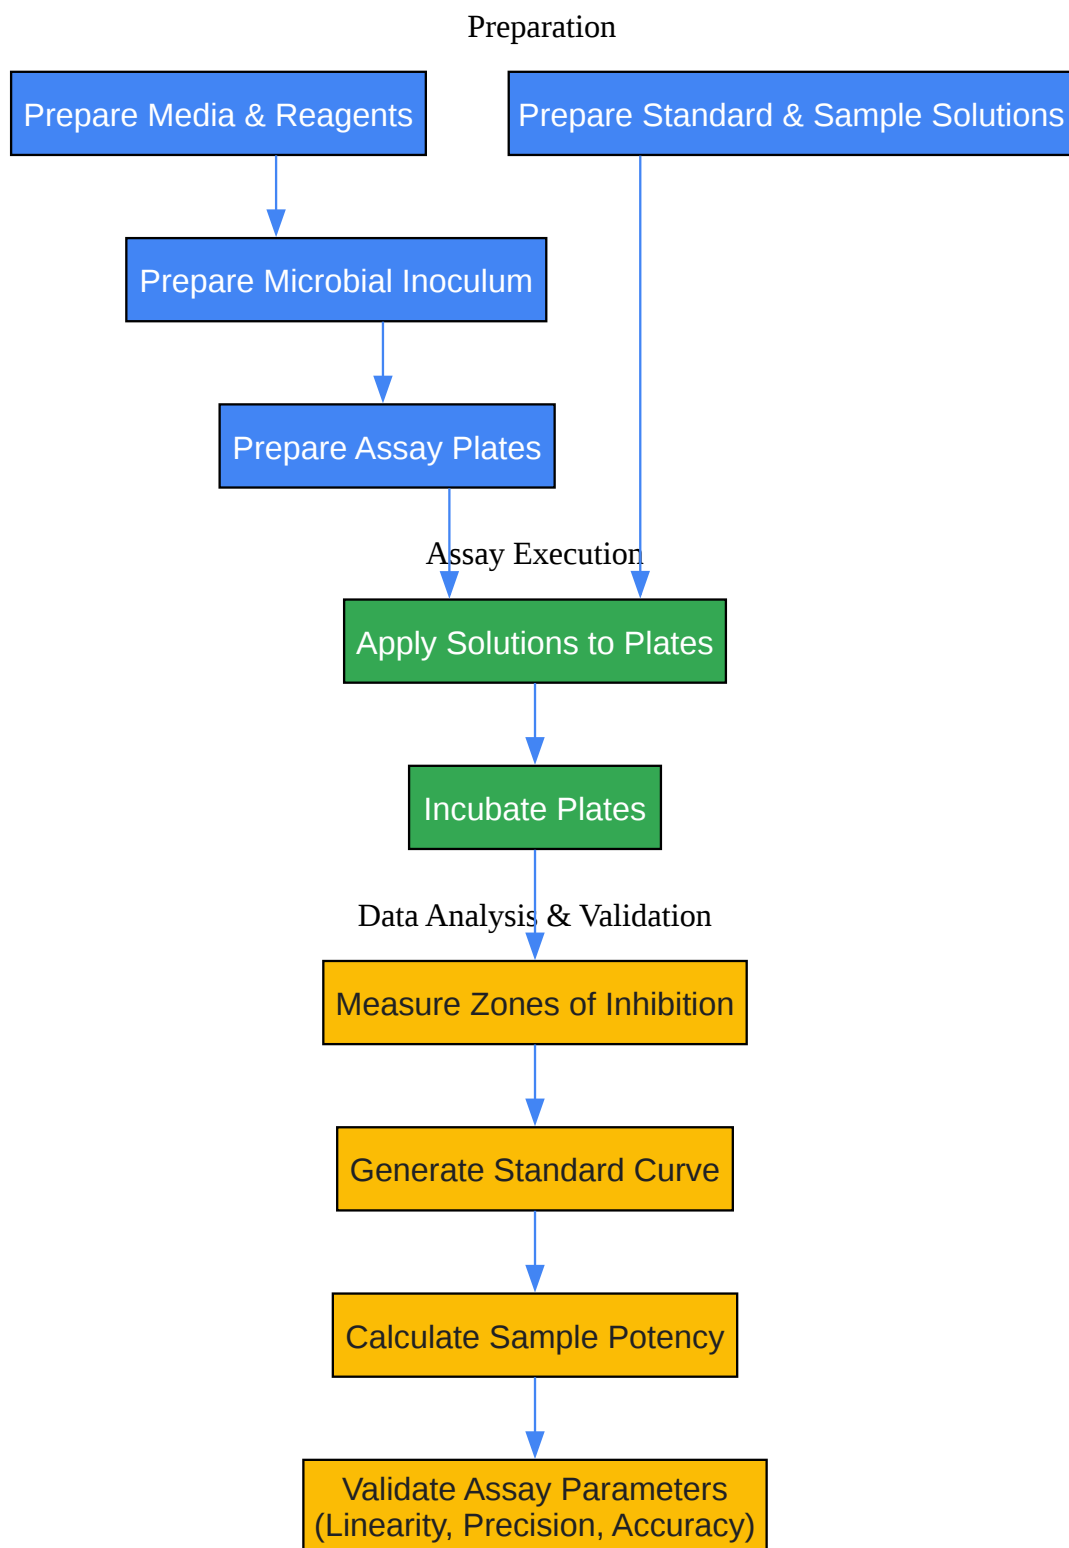 Preparation
Prepare Media & Reagents
Prepare Standard & Sample Solutions
Prepare Microbial Inoculum
Prepare Assay Plates
Assay Execution
Apply Solutions to Plates
Incubate Plates
Data Analysis & Validation
Measure Zones of Inhibition
Generate Standard Curve
Calculate Sample Potency
Validate Assay Parameters
(Linearity, Precision, Accuracy)